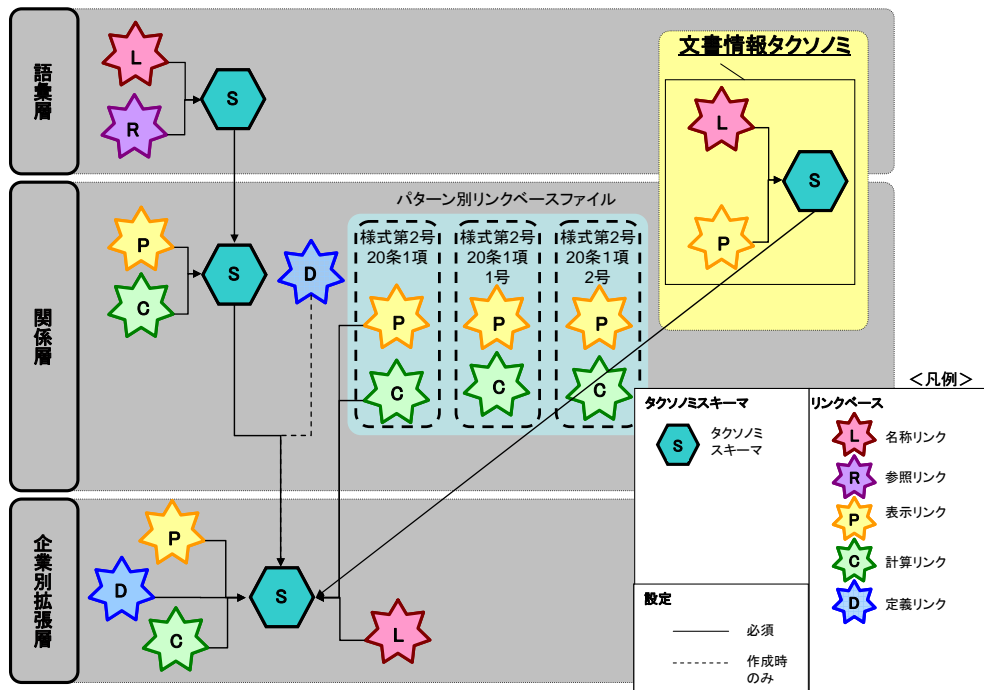 語彙層
L
R
S
文書情報タクソノミ
L
P
S
関係層
P
C
S
D
パターン別リンクベースファイル
様式第2号
20条1項
P
C
様式第2号
20条1項
1号
P
C
様式第2号
20条1項
2号
P
C
企業別拡張層
P
D
C
S
L
<凡例>
タクソノミスキーマ
S
タクソノミ
スキーマ
リンクベース
L 名称リンク
R 参照リンク
P 表示リンク
C 計算リンク
D 定義リンク
設定
必須
作成時
のみ